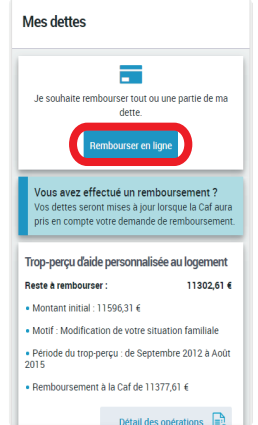 Mes dettes
Je souhaite rembourser tout ou une partie de ma
dette.
Rembourser en ligne
Vous avez effectué un remboursement ?
Vos dettes seront mises à jour lorsque la Caf aura
pris en compte votre demande de remboursement.
Trop-perçu d'aide personnalisée au logement
Reste à rembourser : 11302,61 €
• Montant initial : 11596,31 €
• Motif : Modification de votre situation familiale
• Période du trop-perçu : de Septembre 2012 à Août
2015
• Remboursement à la Caf de 11377,61 €
Détail des opérations